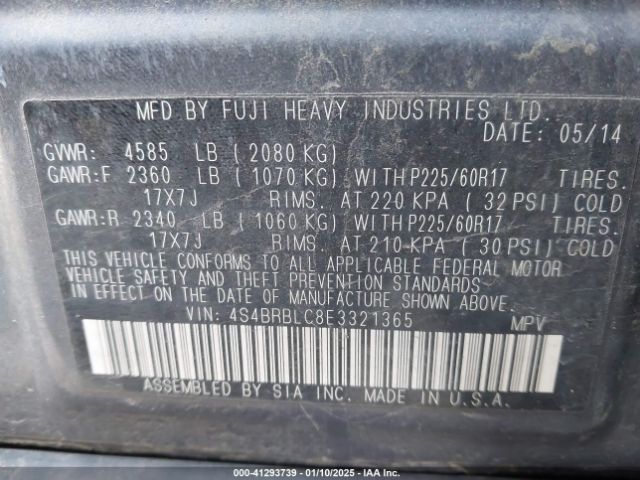 MFD BY FUJI HEAVY INDUSTRIES LTD.
DATE: 05/14
GVWR: 4585 LB ( 2080 KG)
GAWR:F 2360 LB ( 1070 KG) WITH P225/60R17 TIRES.
17X7J RIMS. AT 220 KPA ( 32 PSI) COLD
GAWR:R 2340 LB ( 1060 KG) WITH P225/60R17 TIRES.
17X7J RIMS. AT 210 KPA ( 30 PSI) COLD
THIS VEHICLE CONFORMS TO ALL APPLICABLE FEDERAL MOTOR
VEHICLE SAFETY AND THEFT PREVENTION STANDARDS
IN EFFECT ON THE DATE OF MANUFACTURE SHOWN ABOVE.
VIN: 4S4BRBLC8E3321365 MPV
ASSEMBLED BY SIA INC. MADE IN U.S.A.
000-41293739 - 01/10/2025 - IAA Inc.